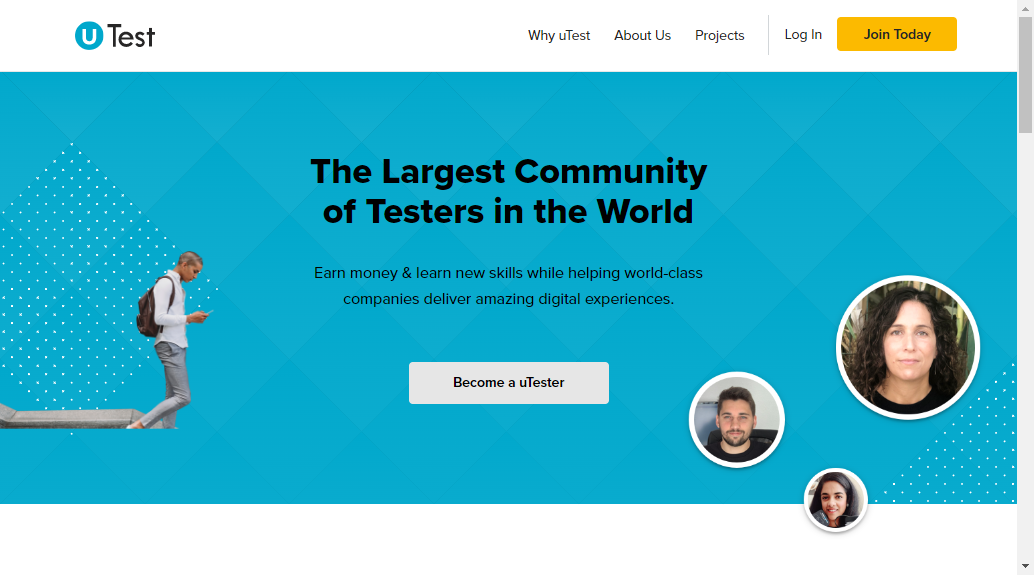 uTest
Why uTest
About Us
Projects
Log In
Join Today
The Largest Community
of Testers in the World
Earn money & learn new skills while helping world-class
companies deliver amazing digital experiences.
Become a uTester